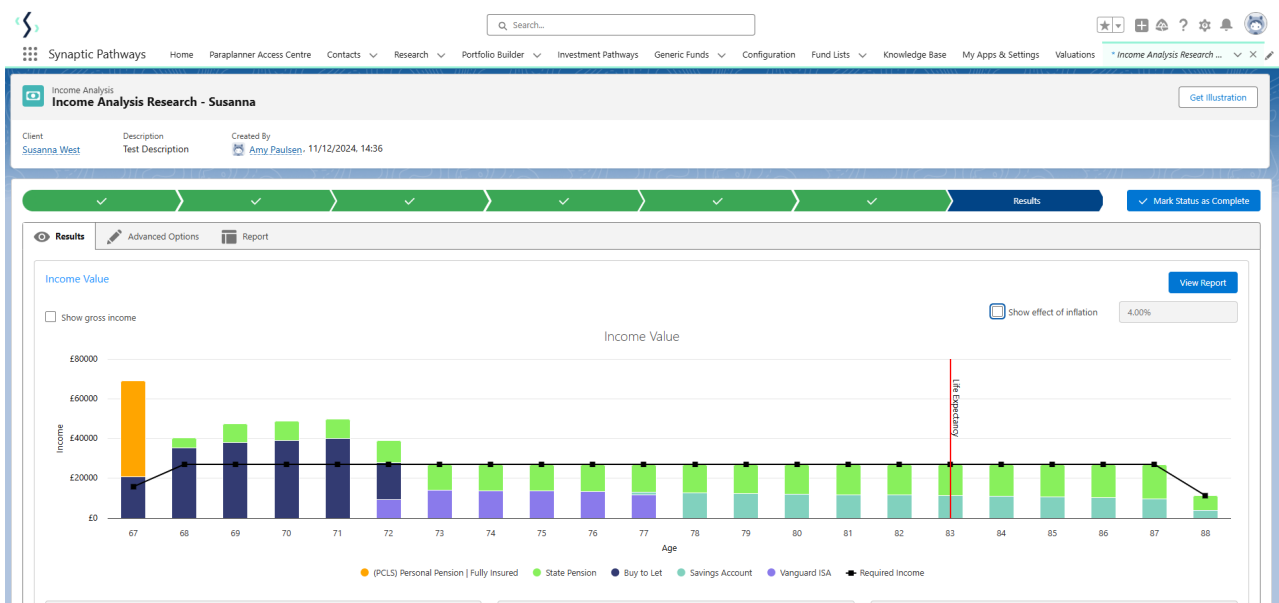 Search...
Synaptic Pathways Home Paraplanner Access Centre Contacts Research Portfolio Builder Investment Pathways Generic Funds Configuration Fund Lists Knowledge Base My Apps & Settings Valuations * Income Analysis Research ...
Income Analysis
Income Analysis Research - Susanna
Get Illustration
Client Description Created By
Susanna West Test Description Amy Paulsen, 11/12/2024, 14:36
Results Mark Status as Complete
Results Advanced Options Report
Income Value
View Report
Show gross income Show effect of inflation 4.00%
Income Value
£80000
£60000
£40000
£20000
£0
Income
Life Expectancy
67 68 69 70 71 72 73 74 75 76 77 78 79 80 81 82 83 84 85 86 87 88
Age
(PCLS) Personal Pension | Fully Insured State Pension Buy to Let Savings Account Vanguard ISA Required Income